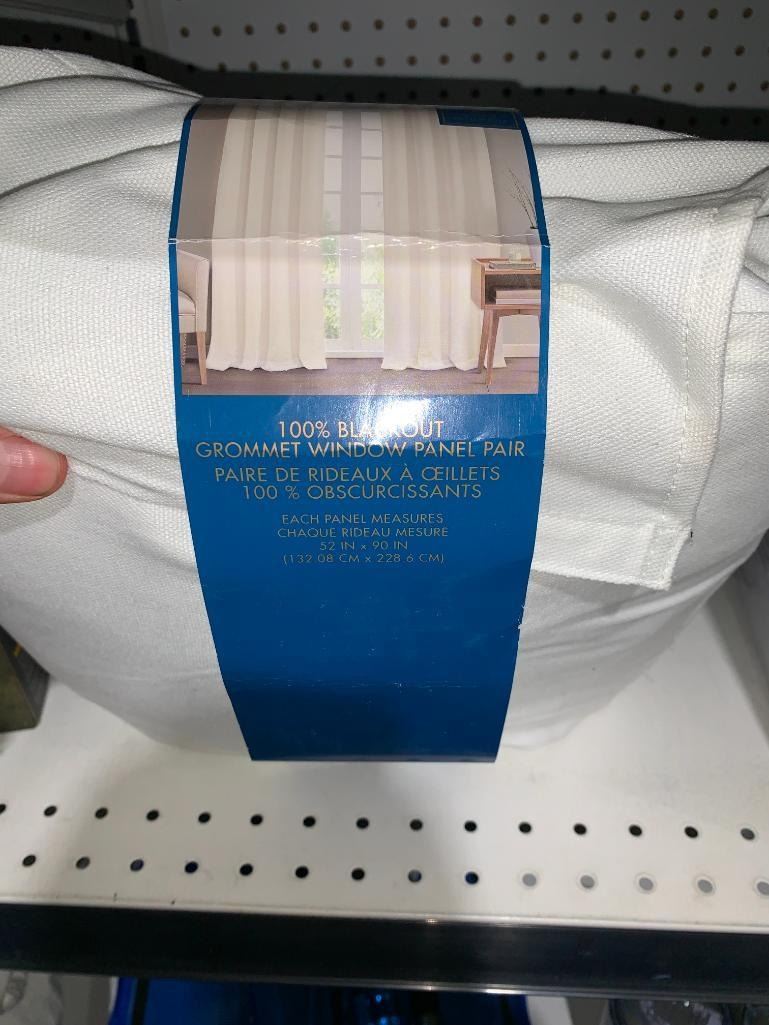 100% BLACKOUT
GROMMET WINDOW PANEL PAIR
PAIRE DE RIDEAUX À ŒILLETS
100 % OBSCURCISSANTS
EACH PANEL MEASURES
CHAQUE RIDEAU MESURE
52 IN x 90 IN
(132.08 CM x 228.6 CM)